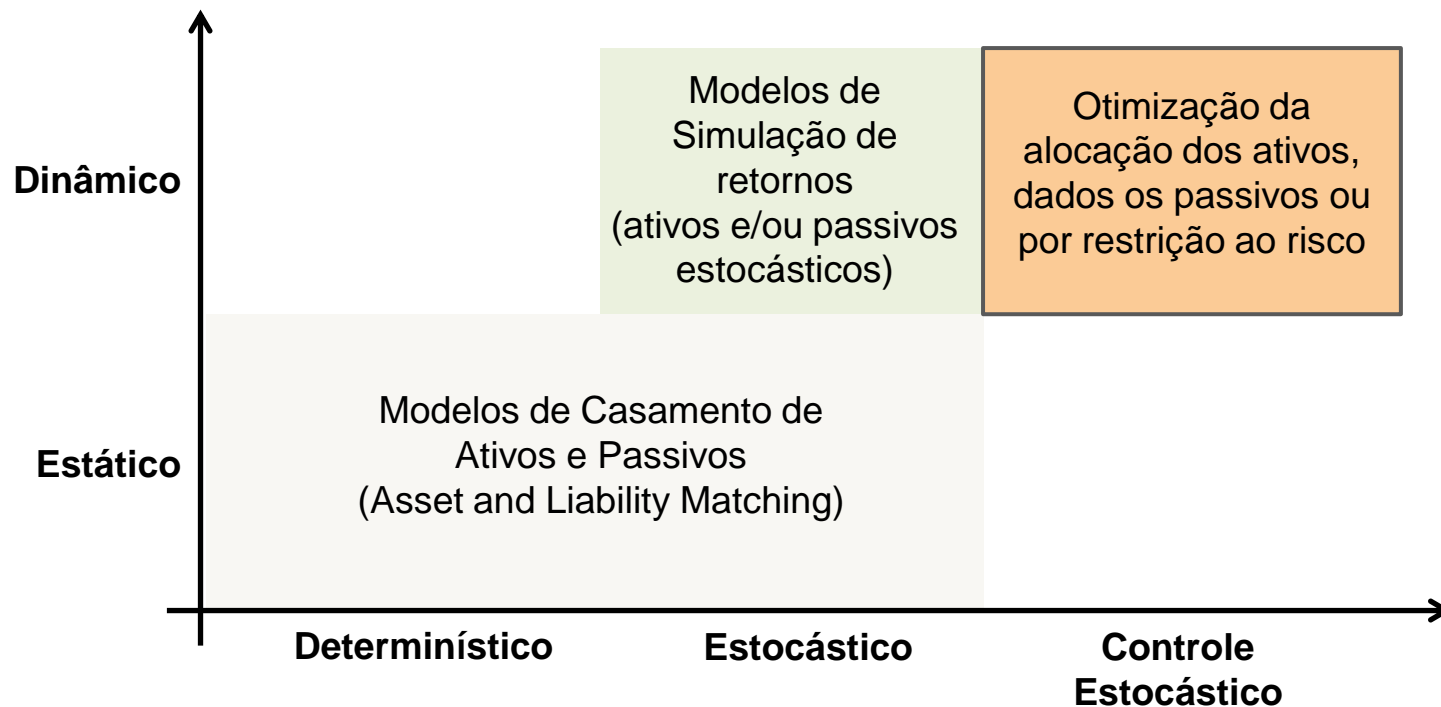 Dinâmico
Modelos de
Simulação de
retornos
(ativos e/ou passivos
estocásticos)
Otimização da
alocação dos ativos,
dados os passivos ou
por restrição ao risco
Estático
Modelos de Casamento de
Ativos e Passivos
(Asset and Liability Matching)
Determinístico
Estocástico
Controle
Estocástico